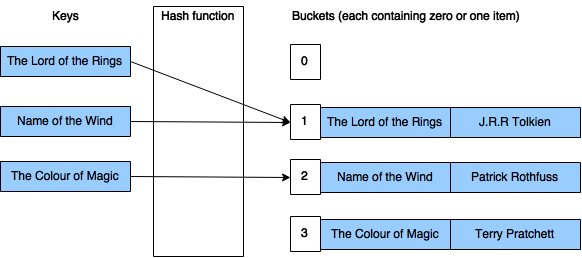 Keys Hash function Buckets (each containing zero or one item)
0
The Lord of the Rings
Name of the Wind 1 The Lord of the Rings J.R.R Tolkien
The Colour of Magic 2 Name of the Wind Patrick Rothfuss
3 The Colour of Magic Terry Pratchett